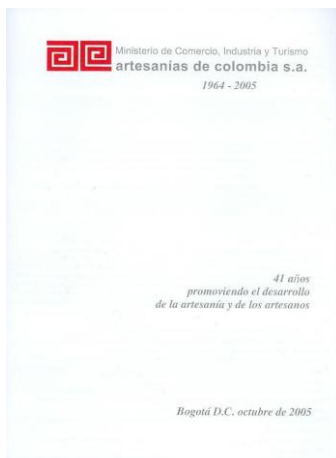 Ministerio de Comercio, Industria y Turismo
artesanías de colombia s.a.
1964 - 2005
41 años
promoviendo el desarrollo
de la artesanía y de los artesanos
Bogotá D.C. octubre de 2005